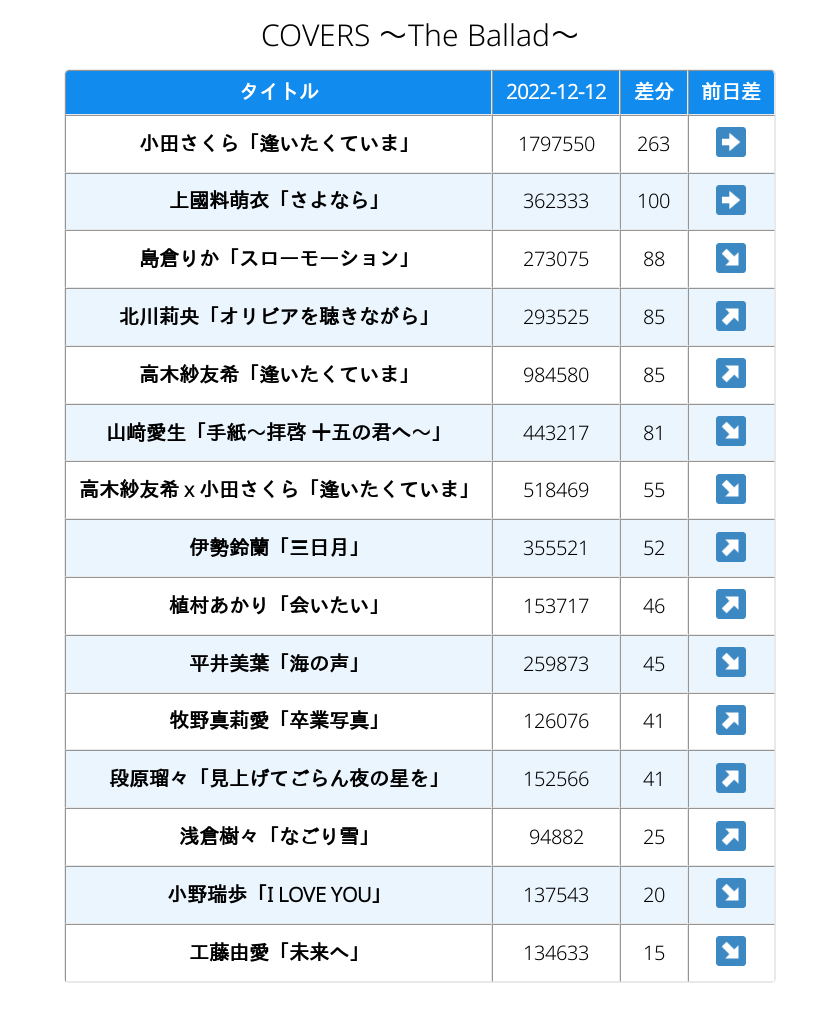 COVERS 〜The Ballad〜
タイトル 2022-12-12 差分 前日差
小田さくら「逢いたくていま」 1797550 263 ➡
上國料萌衣「さよなら」 362333 100 ➡
島倉りか「スローモーション」 273075 88 ↘
北川莉央「オリビアを聴きながら」 293525 85 ↗
高木紗友希「逢いたくていま」 984580 85 ↗
山﨑愛生「手紙〜拝啓 十五の君へ〜」 443217 81 ↘
高木紗友希 x 小田さくら「逢いたくていま」 518469 55 ↘
伊勢鈴蘭「三日月」 355521 52 ↗
植村あかり「会いたい」 153717 46 ↗
平井美葉「海の声」 259873 45 ↘
牧野真莉愛「卒業写真」 126076 41 ↗
段原瑠々「見上げてごらん夜の星を」 152566 41 ↗
浅倉樹々「なごり雪」 94882 25 ↗
小野瑞歩「I LOVE YOU」 137543 20 ↘
工藤由愛「未来へ」 134633 15 ↘